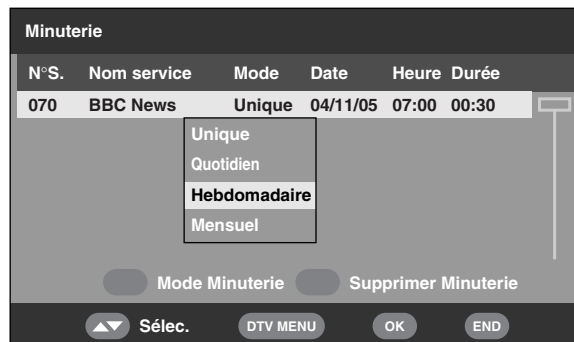 Minuterie
N°S. Nom service Mode Date Heure Durée
070 BBC News Unique 04/11/05 07:00 00:30
Unique
Quotidien
Hebdomadaire
Mensuel
Mode Minuterie Supprimer Minuterie
Sélec. DTV MENU OK END